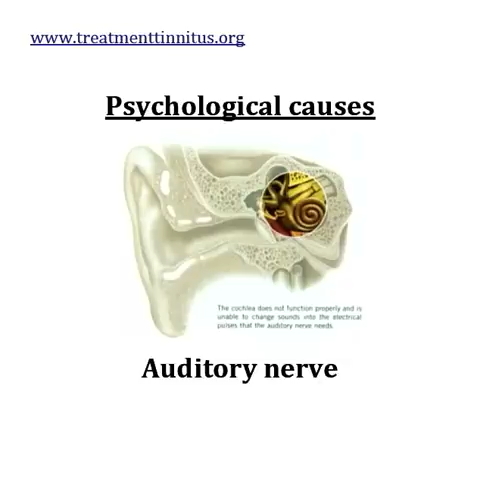 www.treatmenttinnitus.org
Psychological causes
The cochlea does not function properly and is
unable to change sounds into the electrical
pulses that the auditory nerve needs
Auditory nerve